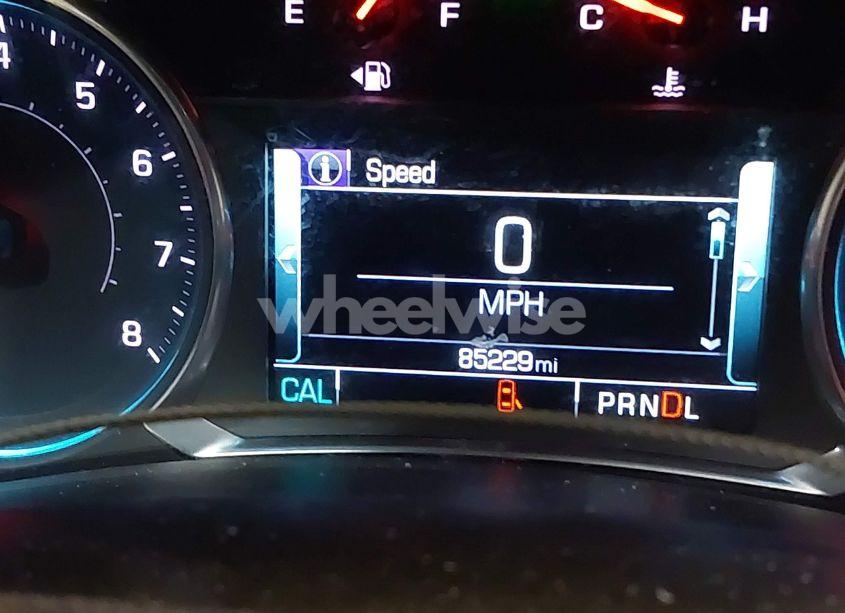 E F C H
4
5
6
7
8
Speed
0
MPH
wheelwise
85229 mi
CAL PRNDL